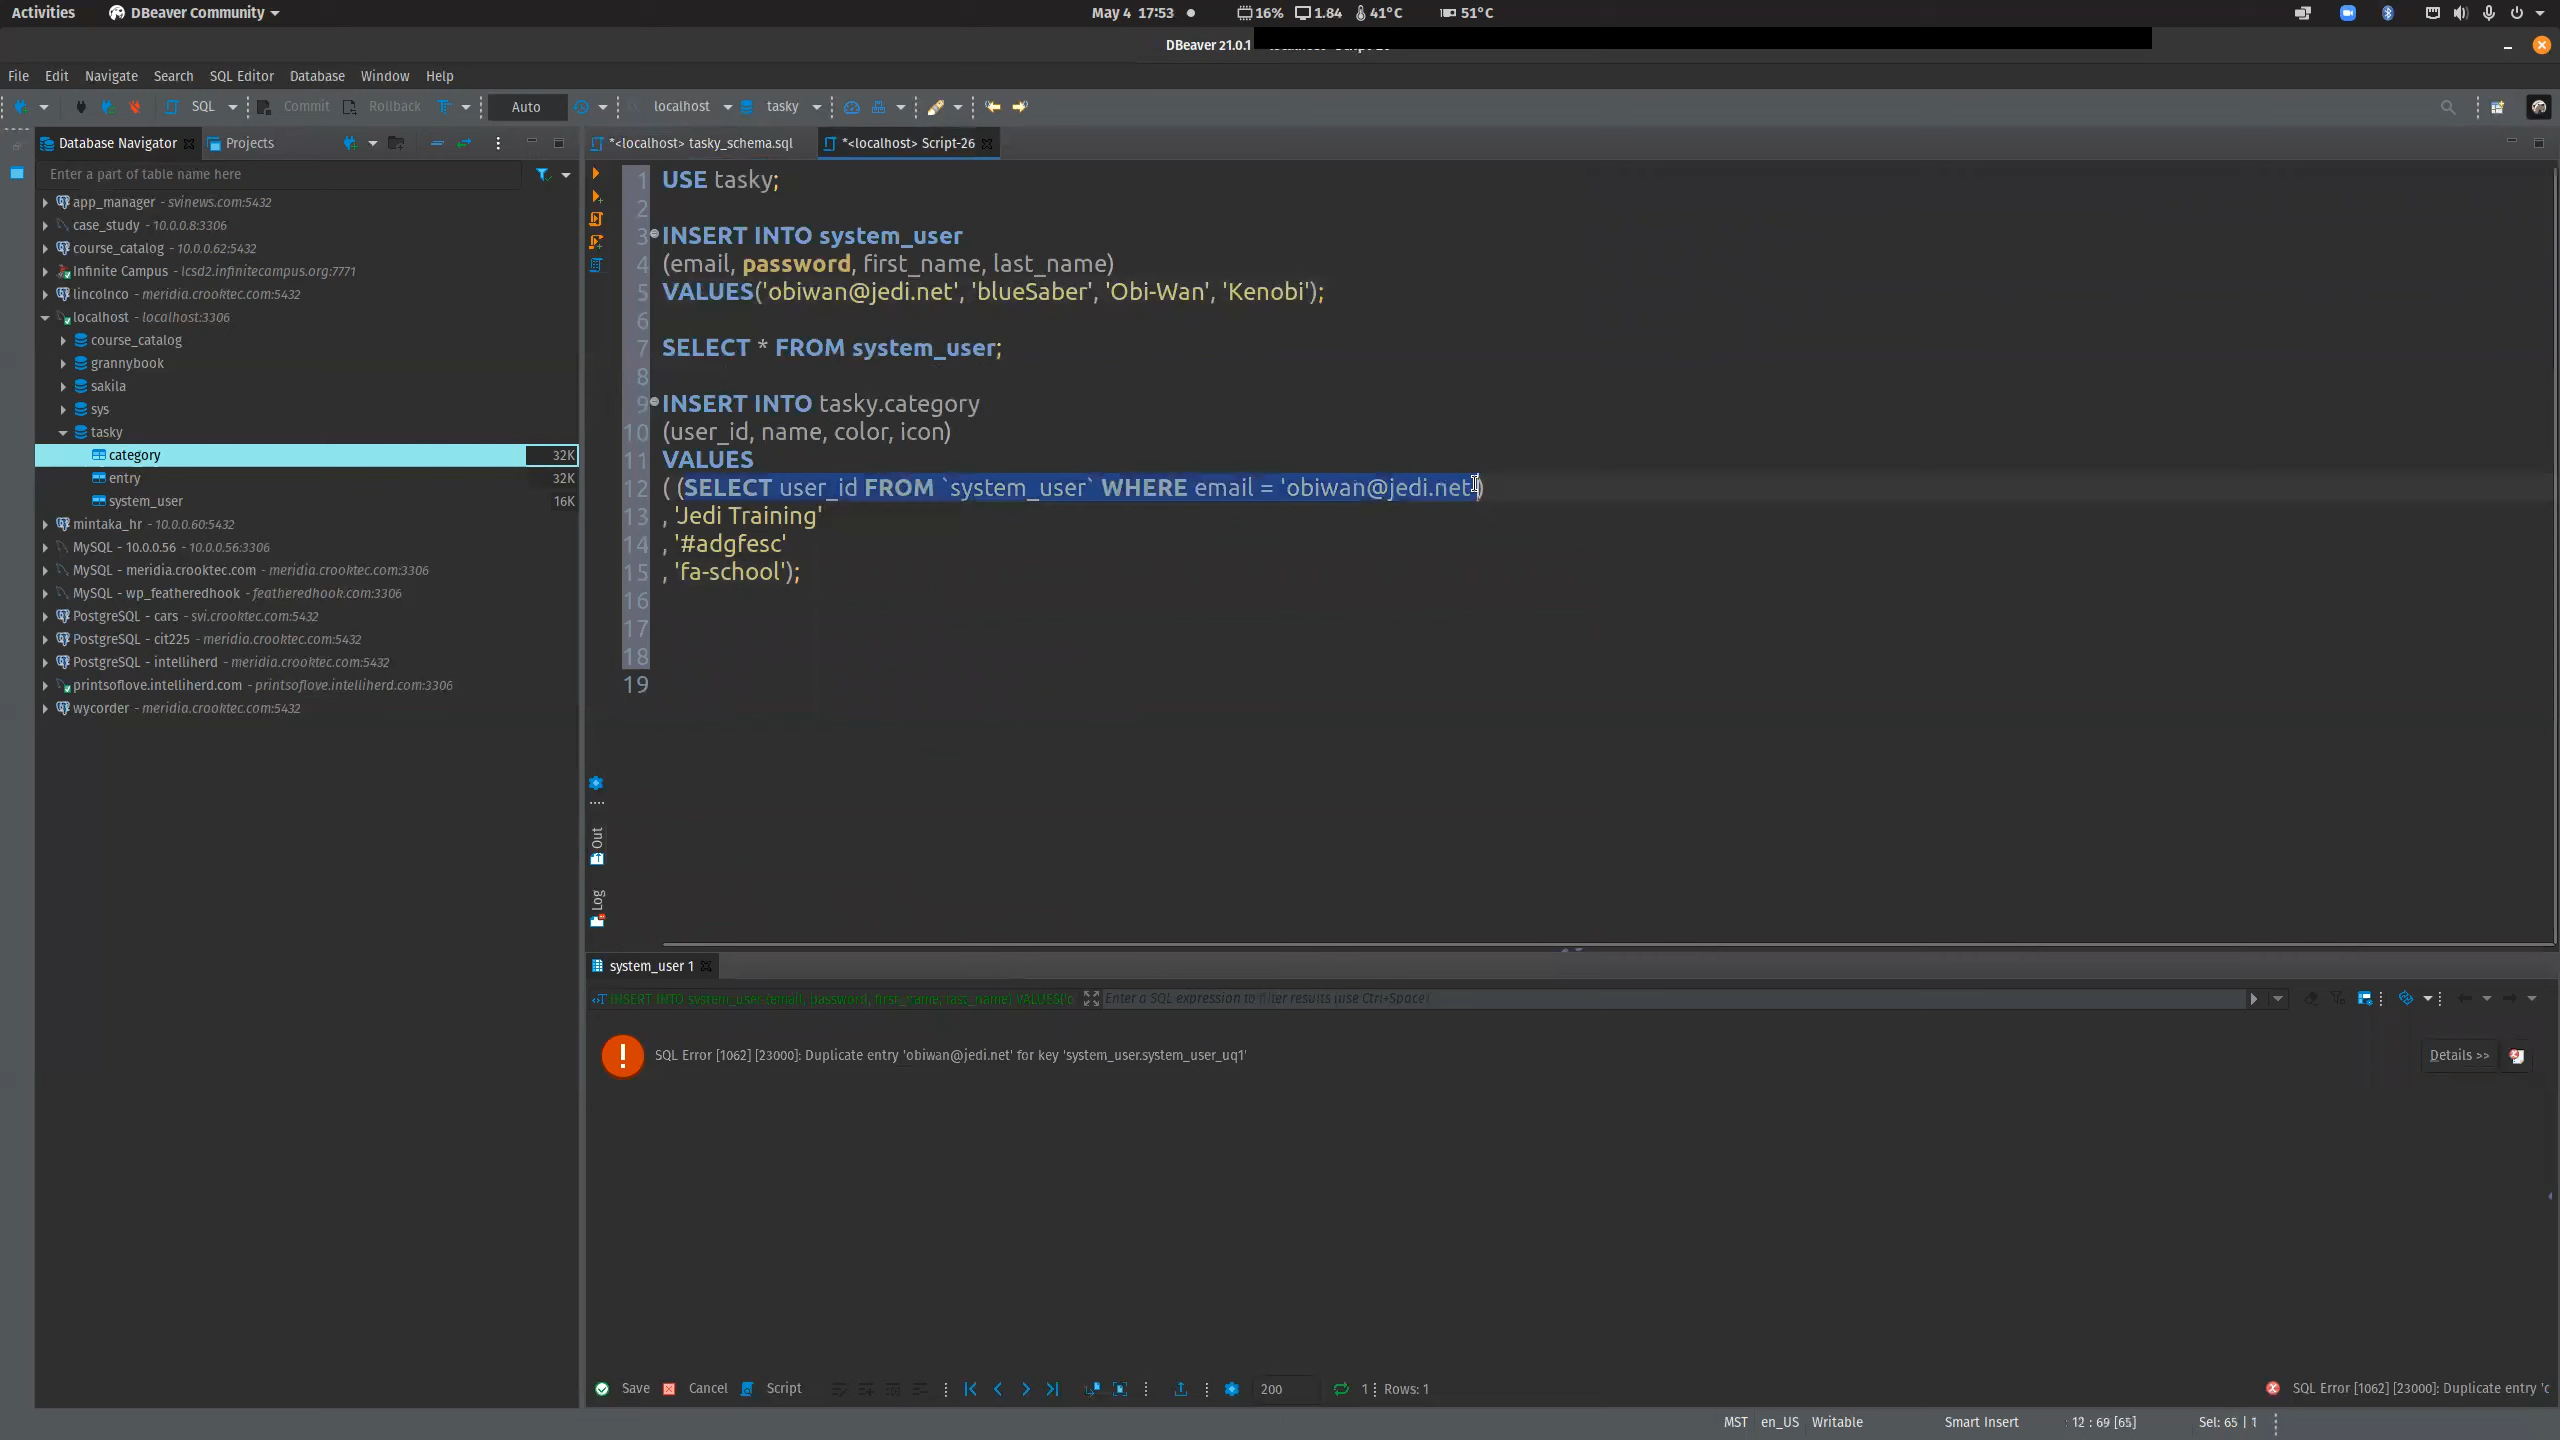 Activities DBeaver Community May 4 17:53 16% 1.84 41°C 51°C
DBeaver 21.0.1
File Edit Navigate Search SQL Editor Database Window Help
SQL Commit Rollback Auto localhost tasky
Database Navigator Projects
*<localhost> tasky_schema.sql *<localhost> Script-26
Enter a part of table name here
app_manager - svinews.com:5432
case_study - 10.0.0.8:3306
course_catalog - 10.0.0.62:5432
Infinite Campus - lcsd2.infinitecampus.org:7771
lincolnco - meridia.crooktec.com:5432
localhost - localhost:3306
course_catalog
grannybook
sakila
sys
tasky
category 32K
entry 32K
system_user 16K
mintaka_hr - 10.0.0.60:5432
MySQL - 10.0.0.56 - 10.0.0.56:3306
MySQL - meridia.crooktec.com - meridia.crooktec.com:3306
MySQL - wp_featheredhook - featheredhook.com:3306
PostgreSQL - cars - svi.crooktec.com:5432
PostgreSQL - cit225 - meridia.crooktec.com:5432
PostgreSQL - intelliherd - meridia.crooktec.com:5432
printsoflove.intelliherd.com - printsoflove.intelliherd.com:3306
wycorder - meridia.crooktec.com:5432
1 USE tasky;
2
3 INSERT INTO system_user
4 (email, password, first_name, last_name)
5 VALUES('obiwan@jedi.net', 'blueSaber', 'Obi-Wan', 'Kenobi');
6
7 SELECT * FROM system_user;
8
9 INSERT INTO tasky.category
10 (user_id, name, color, icon)
11 VALUES
12 ( (SELECT user_id FROM `system_user` WHERE email = 'obiwan@jedi.net')
13 , 'Jedi Training'
14 , '#adgfesc'
15 , 'fa-school');
16
17
18
19
Out
Log
system_user 1
INSERT INTO system_user (email, password, first_name, last_name) VALUES('o Enter a SQL expression to filter results (use Ctrl+Space)
SQL Error [1062] [23000]: Duplicate entry 'obiwan@jedi.net' for key 'system_user.system_user_uq1' Details >>
Save Cancel Script 200 1 Rows: 1 SQL Error [1062] [23000]: Duplicate entry 'c
MST en_US Writable Smart Insert : 12 : 69 [65] Sel: 65 | 1